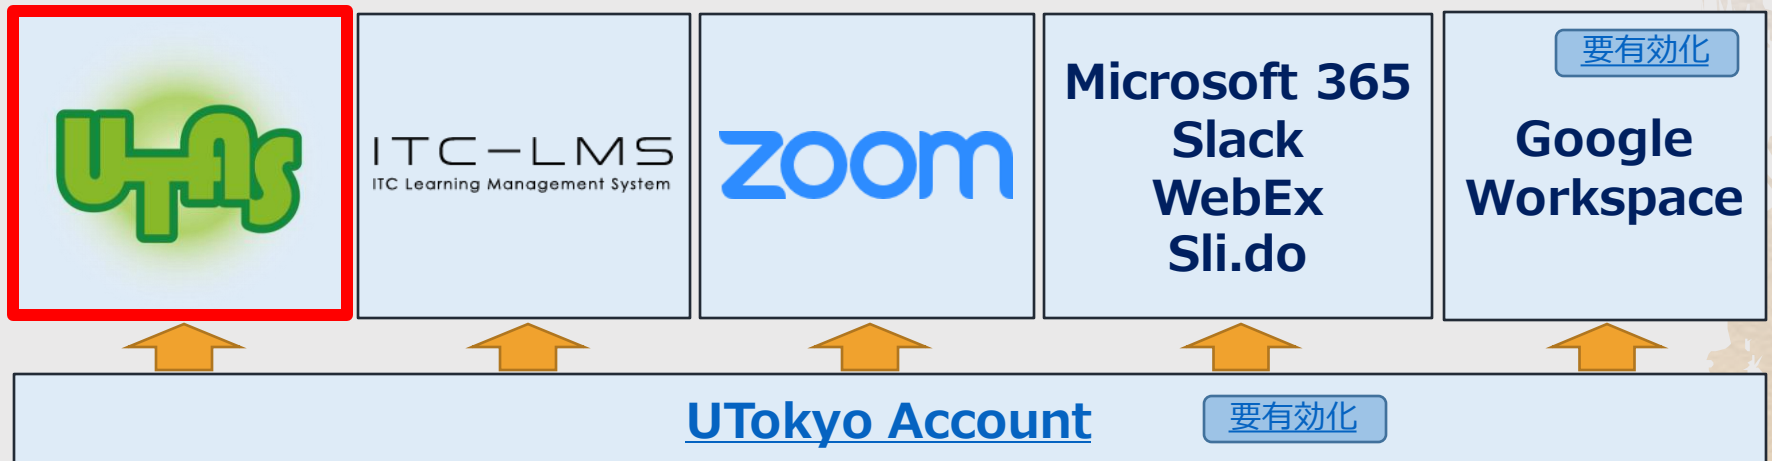 UTAS
ITC-LMS
ITC Learning Management System
zoom
Microsoft 365
Slack
WebEx
Sli.do
要有効化
Google
Workspace
UTokyo Account
要有効化